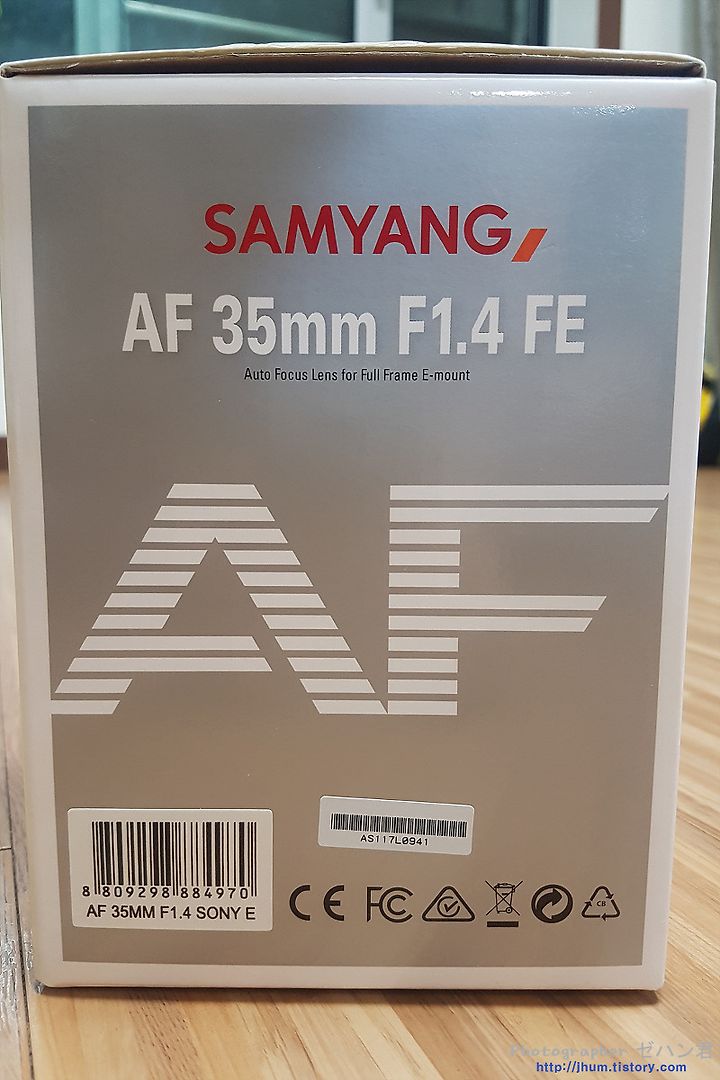 SAMYANG
AF 35mm F1.4 FE
Auto Focus Lens for Full Frame E-mount
AF
8 809298 884970
AF 35MM F1.4 SONY E
AS117L0941
CE FC
CB
Photographer ゼハン君
http://jhum.tistory.com